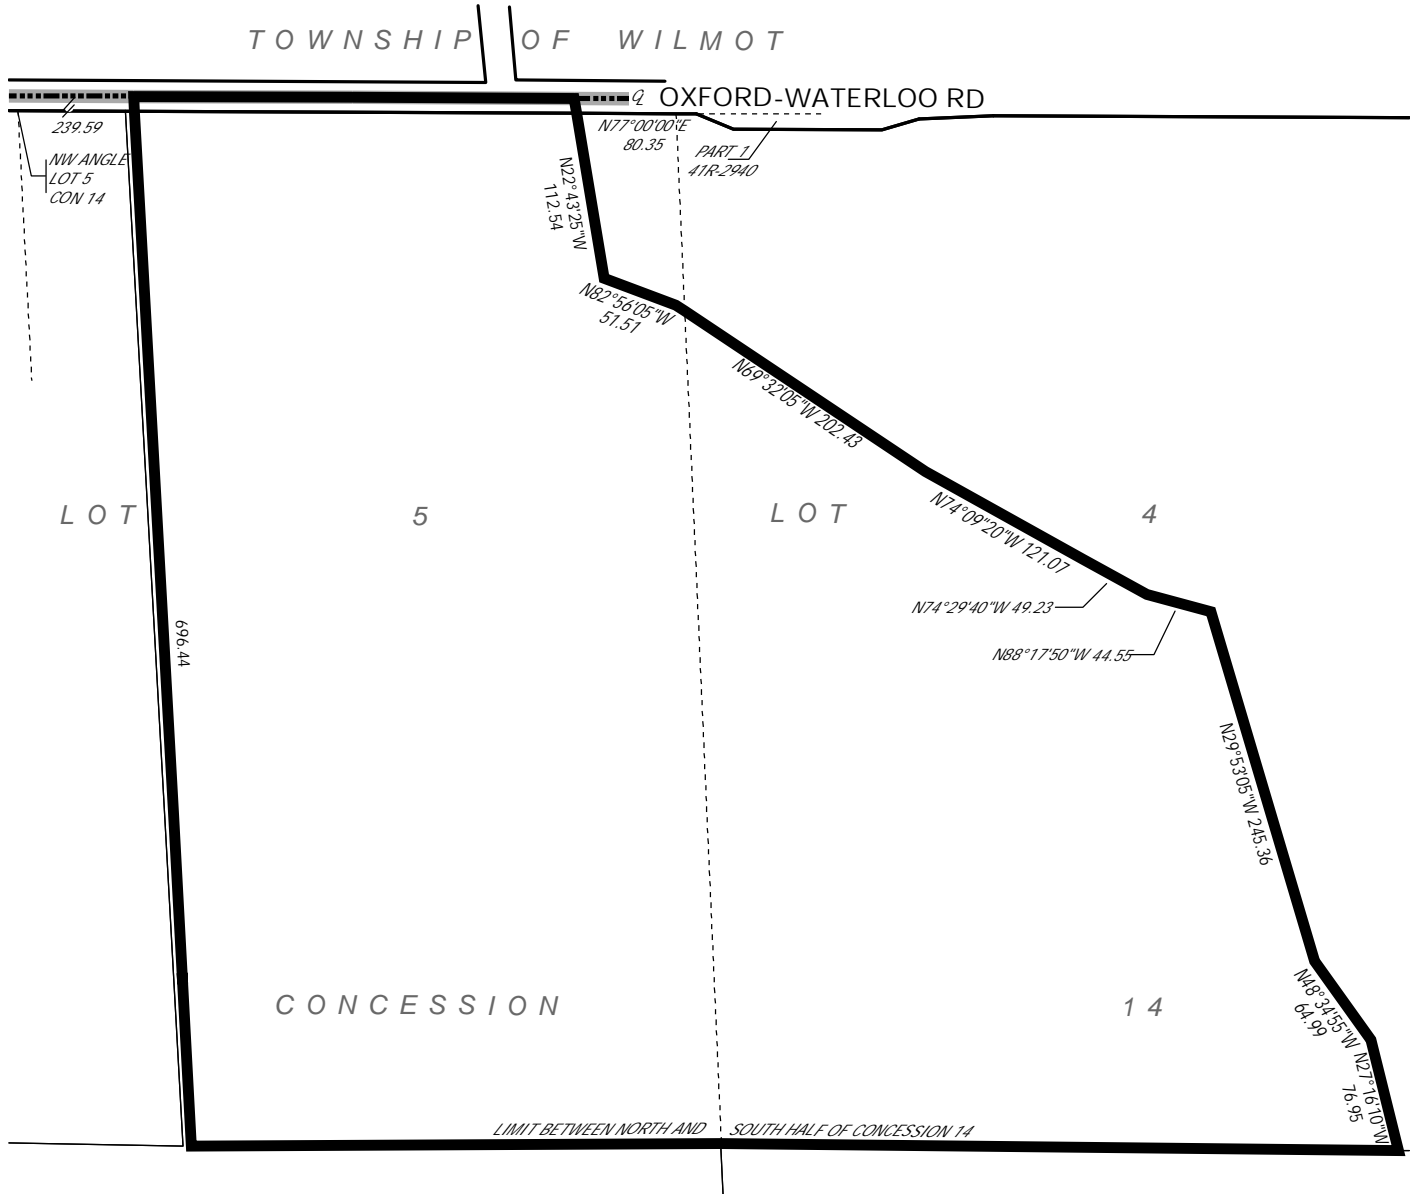 TOWNSHIP OF WILMOT
OXFORD-WATERLOO RD
239.59
N77°00'00"E
80.35
PART 1
41R-2940
NW ANGLE
LOT 5
CON 14
N22°43'25"W
112.54
N82°56'05"W
51.51
N69°32'05"W 202.43
LOT 5
LOT 4
N74°09'20"W 121.07
N74°29'40"W 49.23
N88°17'50"W 44.55
696.44
N29°53'05"W 245.36
CONCESSION 14
N48°34'55"W
64.99
N27°16'10"W
76.95
LIMIT BETWEEN NORTH AND SOUTH HALF OF CONCESSION 14